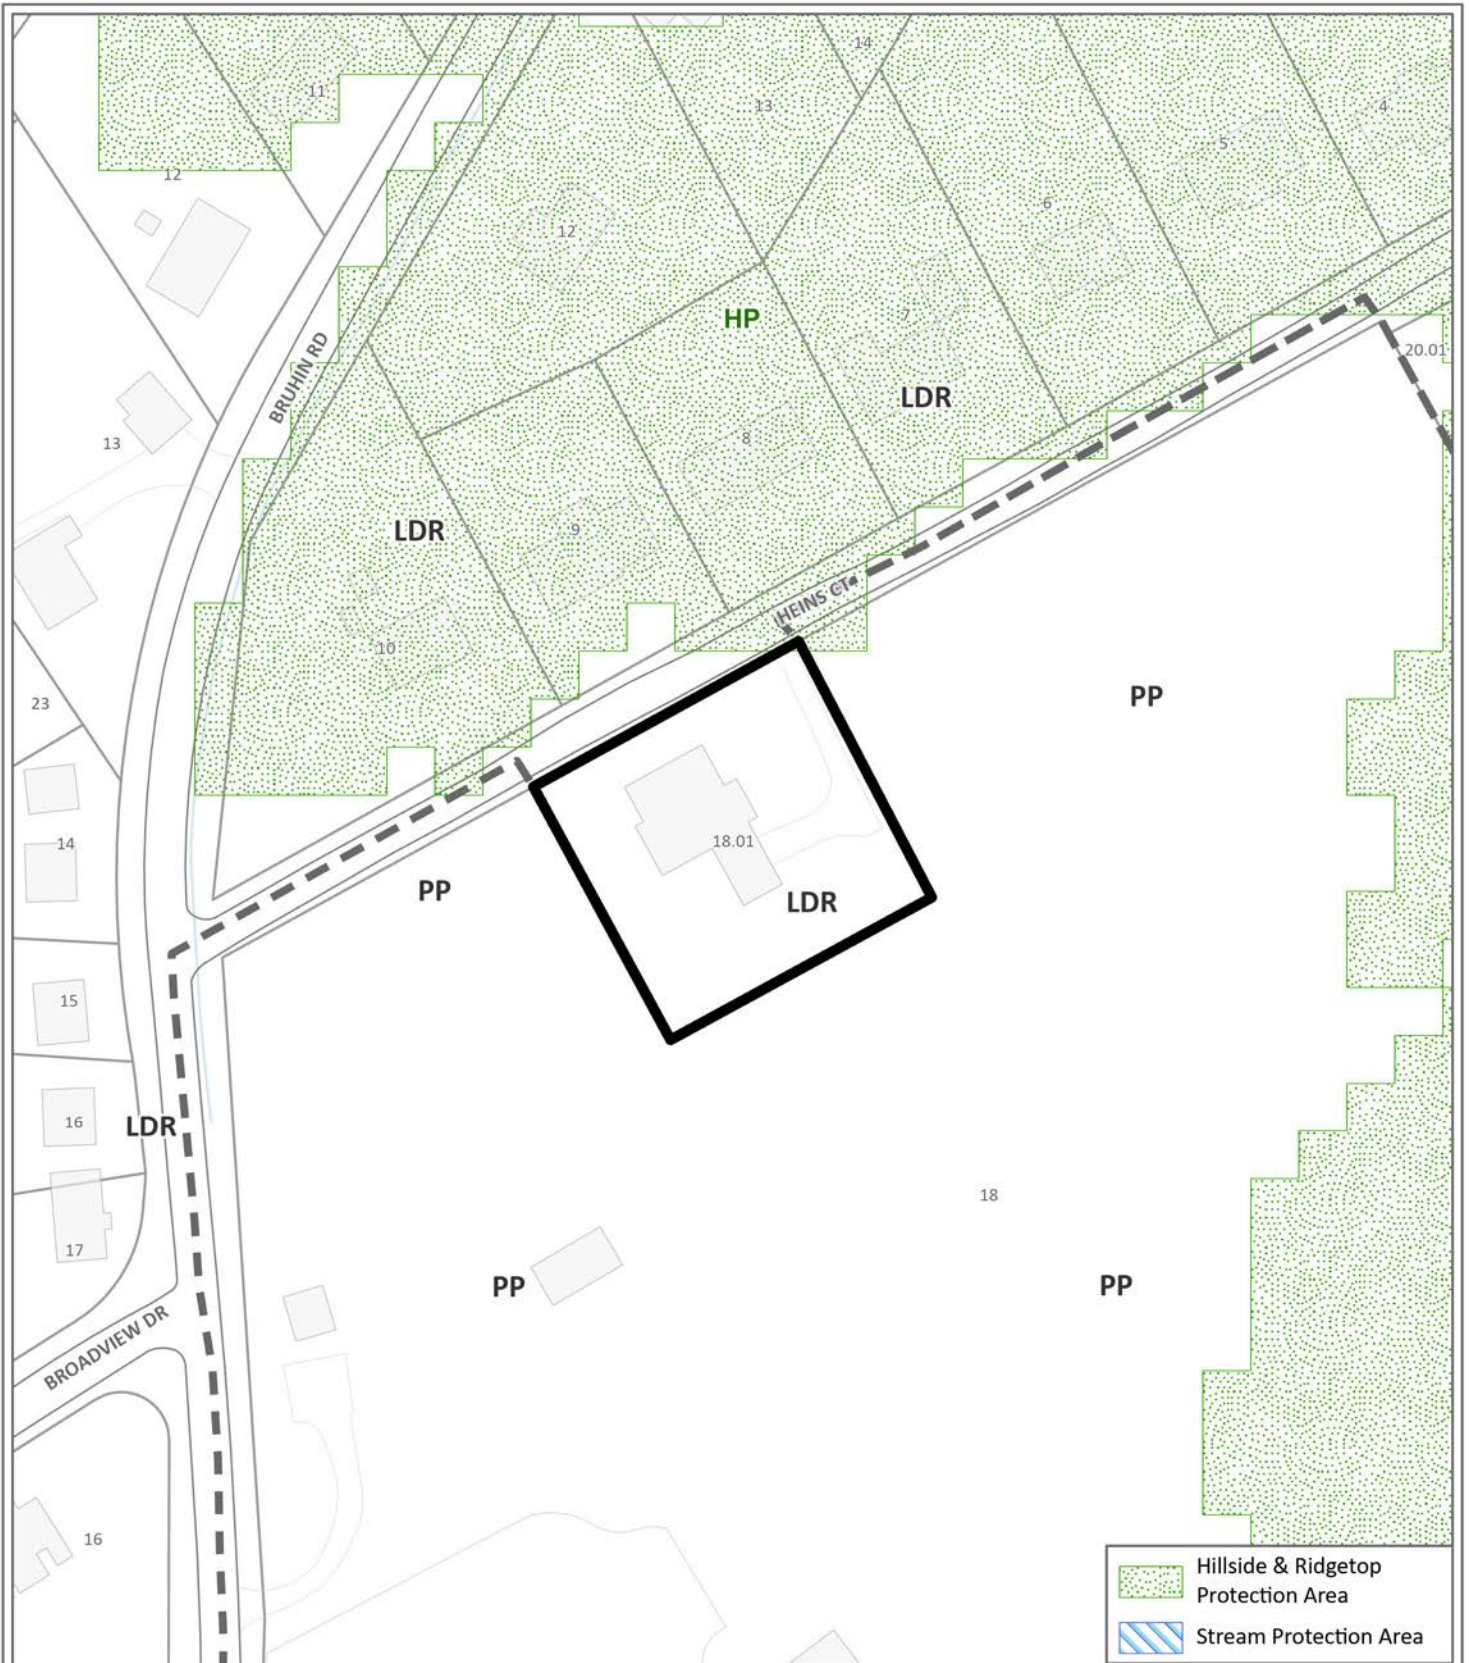 14
11
13
4
5
12
6
12
HP
7
20.01
BRUHIN RD
LDR
13
8
LDR
9
HEINS CT.
10
PP
23
18.01
14
PP
LDR
15
16
LDR
18
17
PP
PP
BROADVIEW DR
16
Hillside & Ridgetop
Protection Area
Stream Protection Area